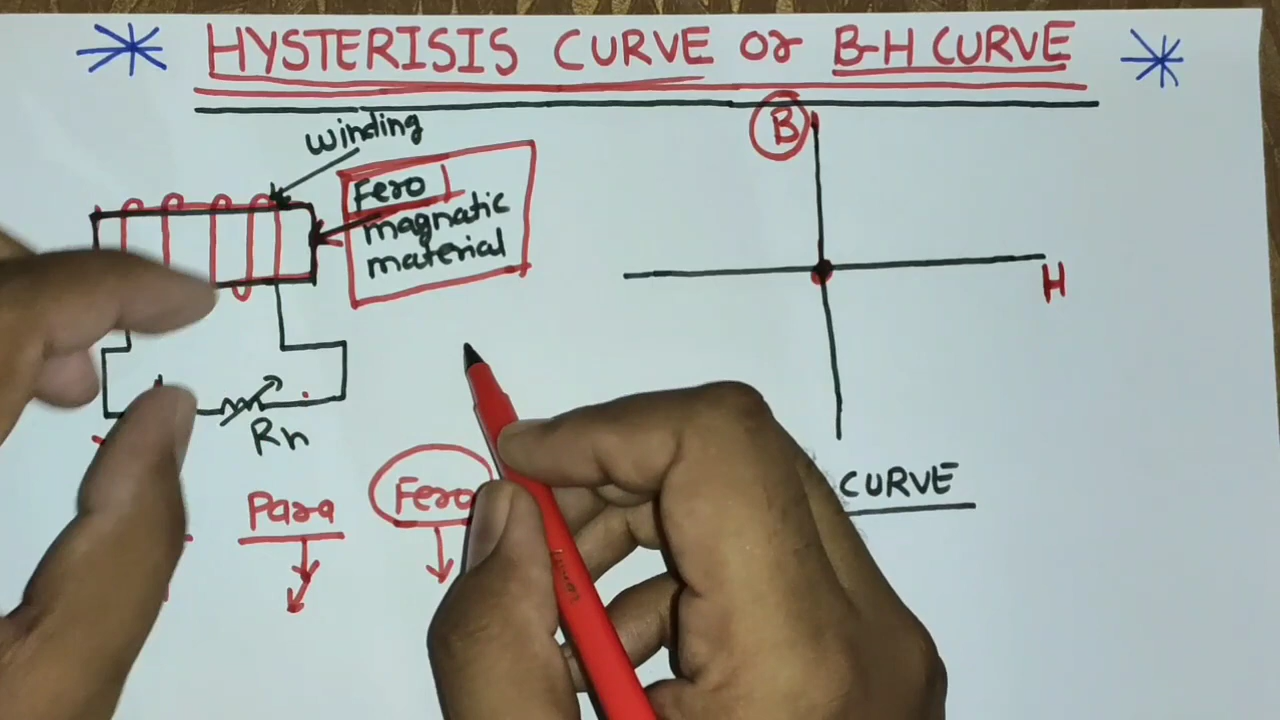 HYSTERISIS CURVE or B-H CURVE
winding
Fero
magnatic
material
B
H
Rh
Para
Fero
CURVE